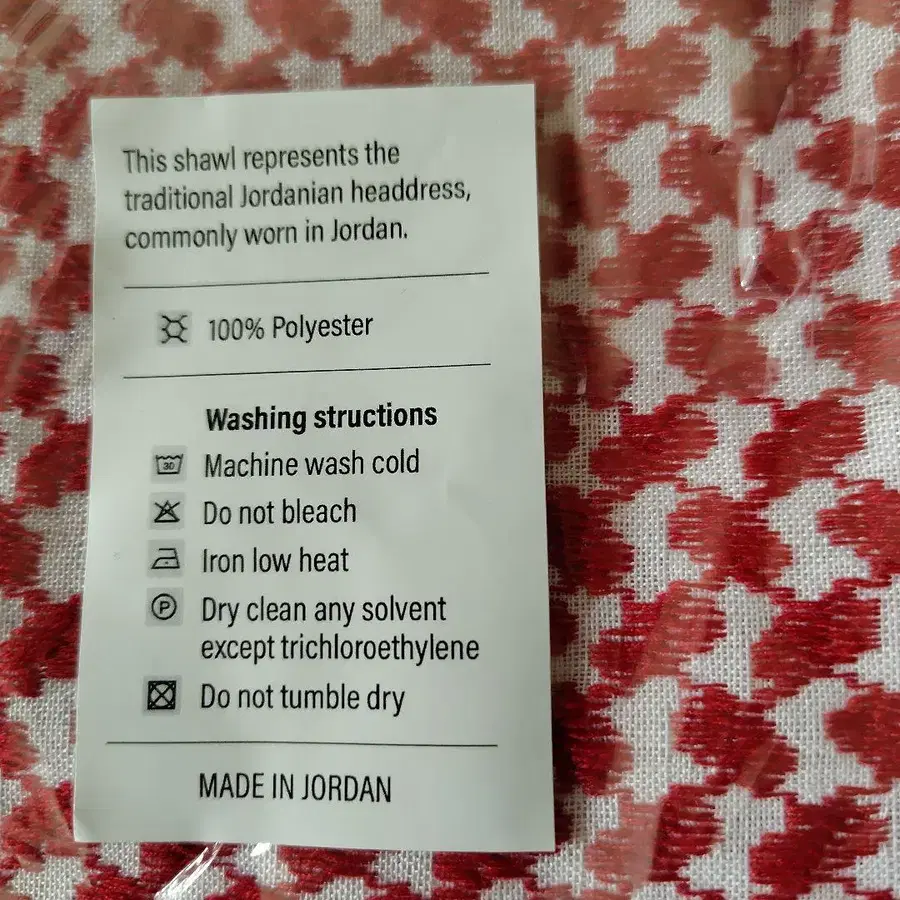 This shawl represents the
traditional Jordanian headdress,
commonly worn in Jordan.
100% Polyester
Washing structions
30 Machine wash cold
Do not bleach
Iron low heat
P Dry clean any solvent
except trichloroethylene
Do not tumble dry
MADE IN JORDAN